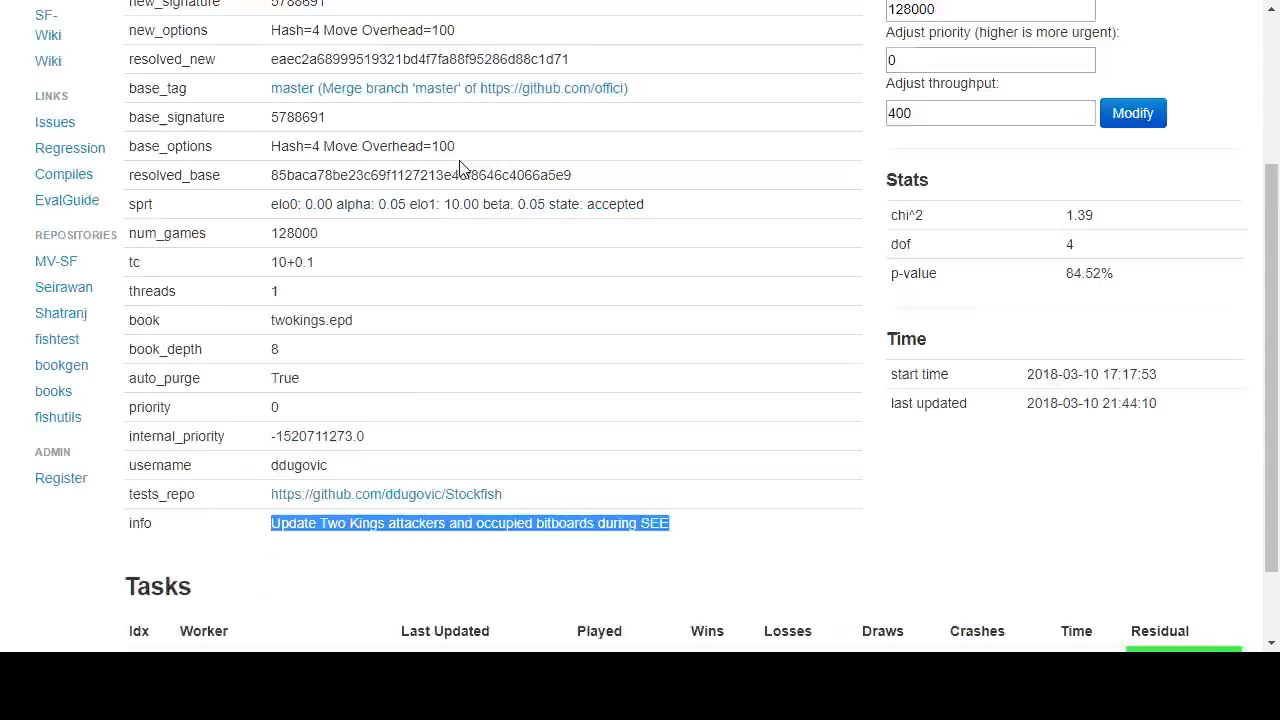 SF-
Wiki
Wiki
LINKS
Issues
Regression
Compiles
EvalGuide
REPOSITORIES
MV-SF
Seirawan
Shatranj
fishtest
bookgen
books
fishutils
ADMIN
Register
new_signature 5788691
new_options Hash=4 Move Overhead=100
resolved_new eaec2a68999519321bd4f7fa88f95286d88c1d71
base_tag master (Merge branch 'master' of https://github.com/offici)
base_signature 5788691
base_options Hash=4 Move Overhead=100
resolved_base
sprt elo0: 0.00 alpha: 0.05 elo1: 10.00 beta: 0.05 state: accepted
num_games 128000
tc 10+0.1
threads 1
book twokings.epd
book_depth 8
auto_purge True
priority 0
internal_priority -1520711273.0
username ddugovic
tests_repo https://github.com/ddugovic/Stockfish
info Update Two Kings attackers and occupied bitboards during SEE
Tasks
Idx Worker Last Updated Played Wins Losses Draws Crashes Time Residual
128000
Adjust priority (higher is more urgent):
0
Adjust throughput:
400 Modify
Stats
chi^2 1.39
dof 4
p-value 84.52%
Time
start time 2018-03-10 17:17:53
last updated 2018-03-10 21:44:10